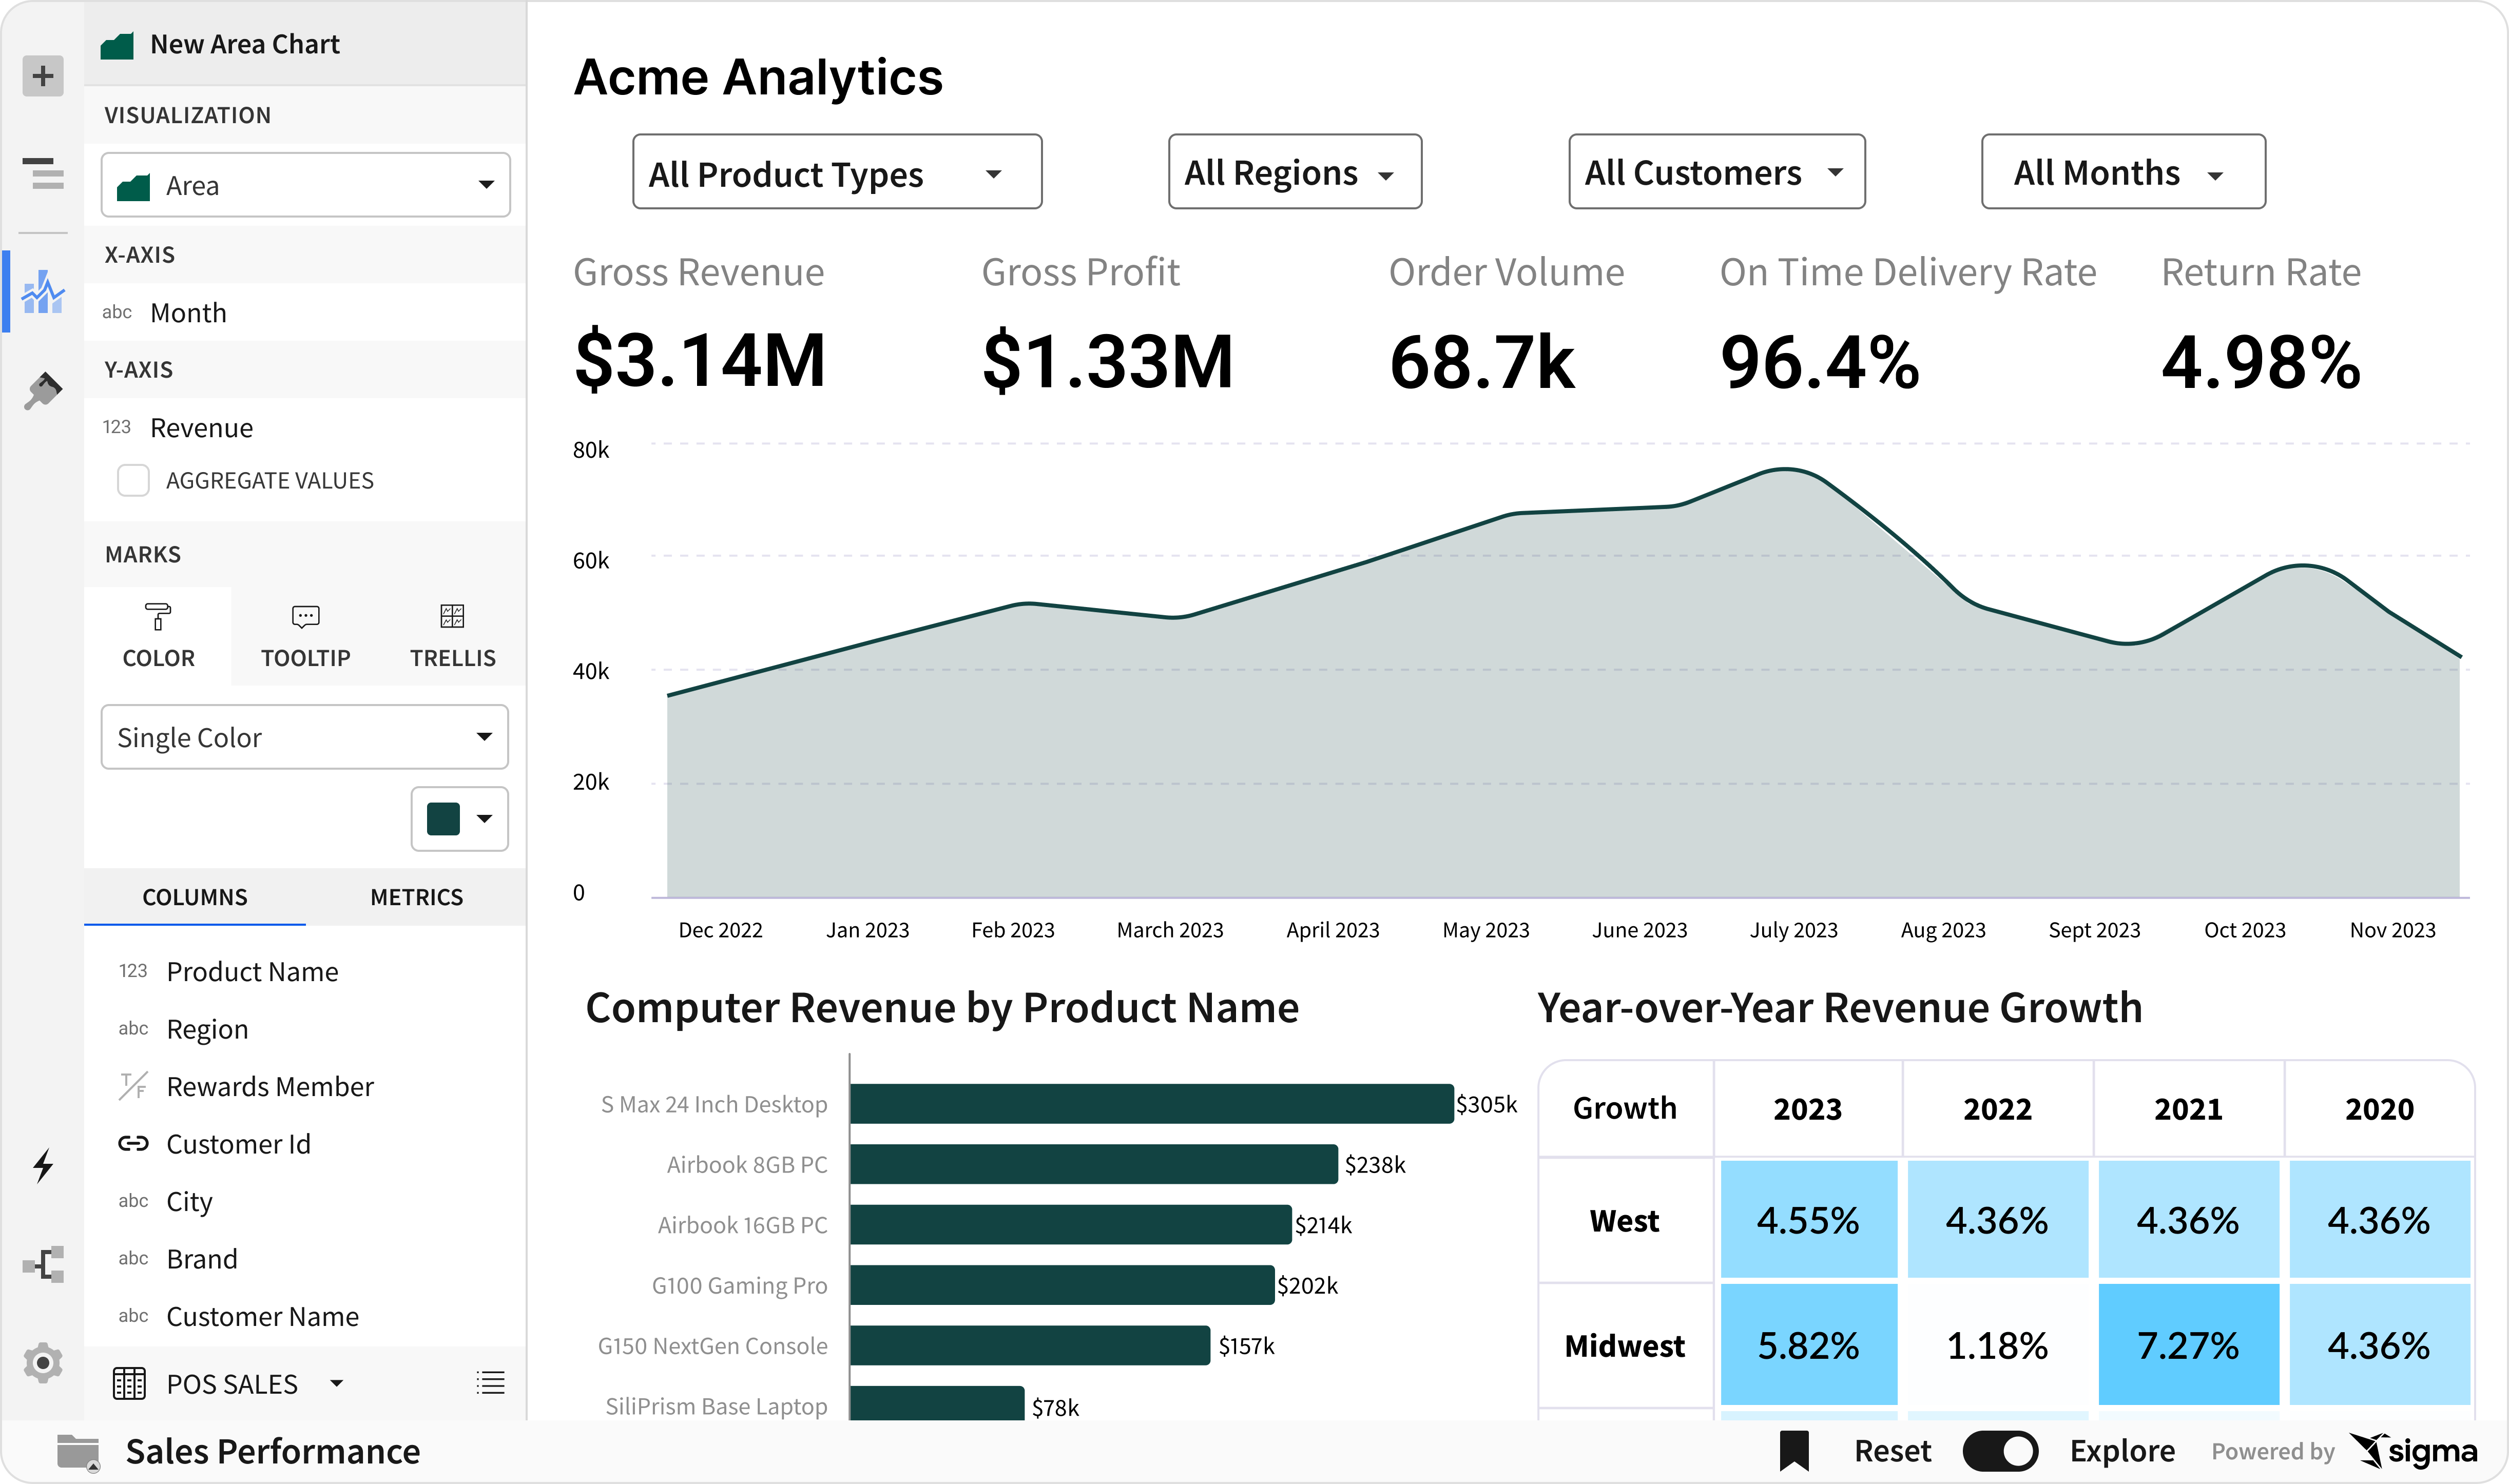 New Area Chart
VISUALIZATION
Area
X-AXIS
abc Month
Y-AXIS
123 Revenue
AGGREGATE VALUES
MARKS
COLOR TOOLTIP TRELLIS
Single Color
COLUMNS METRICS
123 Product Name
abc Region
T/F Rewards Member
Customer Id
abc City
abc Brand
abc Customer Name
POS SALES
Acme Analytics
All Product Types All Regions All Customers All Months
Gross Revenue Gross Profit Order Volume On Time Delivery Rate Return Rate
$3.14M $1.33M 68.7k 96.4% 4.98%
80k
60k
40k
20k
0
Dec 2022 Jan 2023 Feb 2023 March 2023 April 2023 May 2023 June 2023 July 2023 Aug 2023 Sept 2023 Oct 2023 Nov 2023
Computer Revenue by Product Name
S Max 24 Inch Desktop $305k
Airbook 8GB PC $238k
Airbook 16GB PC $214k
G100 Gaming Pro $202k
G150 NextGen Console $157k
SiliPrism Base Laptop $78k
Year-over-Year Revenue Growth
Growth 2023 2022 2021 2020
West 4.55% 4.36% 4.36% 4.36%
Midwest 5.82% 1.18% 7.27% 4.36%
Sales Performance
Reset Explore Powered by sigma